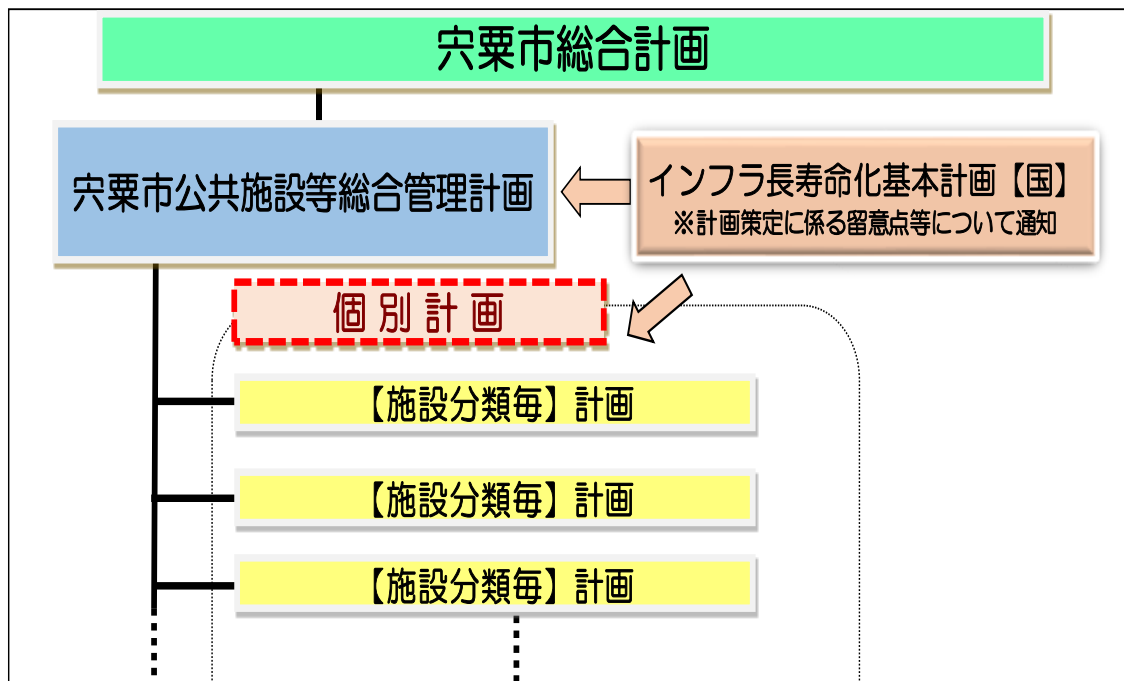 宍粟市総合計画
宍粟市公共施設等総合管理計画
インフラ長寿命化基本計画【国】
※計画策定に係る留意点等について通知
個別計画
【施設分類毎】計画
【施設分類毎】計画
【施設分類毎】計画